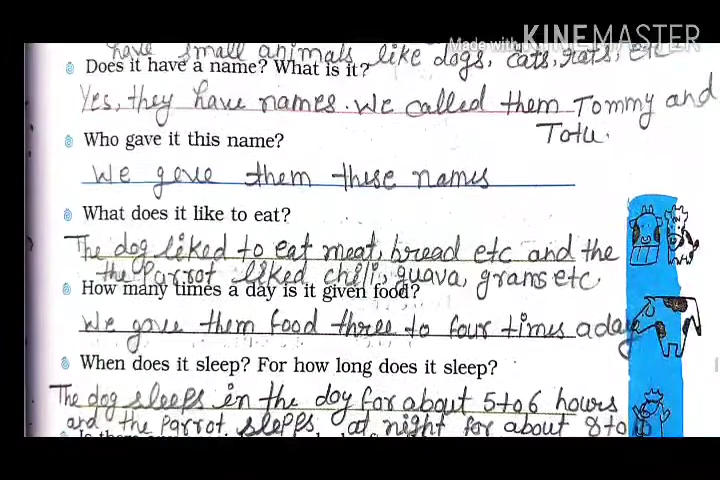 Made with KINEMASTER
have small animals like dogs, cats, rats, etc
Does it have a name? What is it?
Yes, they have names. We called them Tommy and
Totu.
Who gave it this name?
We gave them these names
What does it like to eat?
The dog liked to eat meat, bread etc and the
the Parrot liked chili, guava, grams etc.
How many times a day is it given food?
We gave them food three to four times a day
When does it sleep? For how long does it sleep?
The dog sleeps in the day for about 5 to 6 hours
and the Parrot slepps at night for about 8 to
Is there any